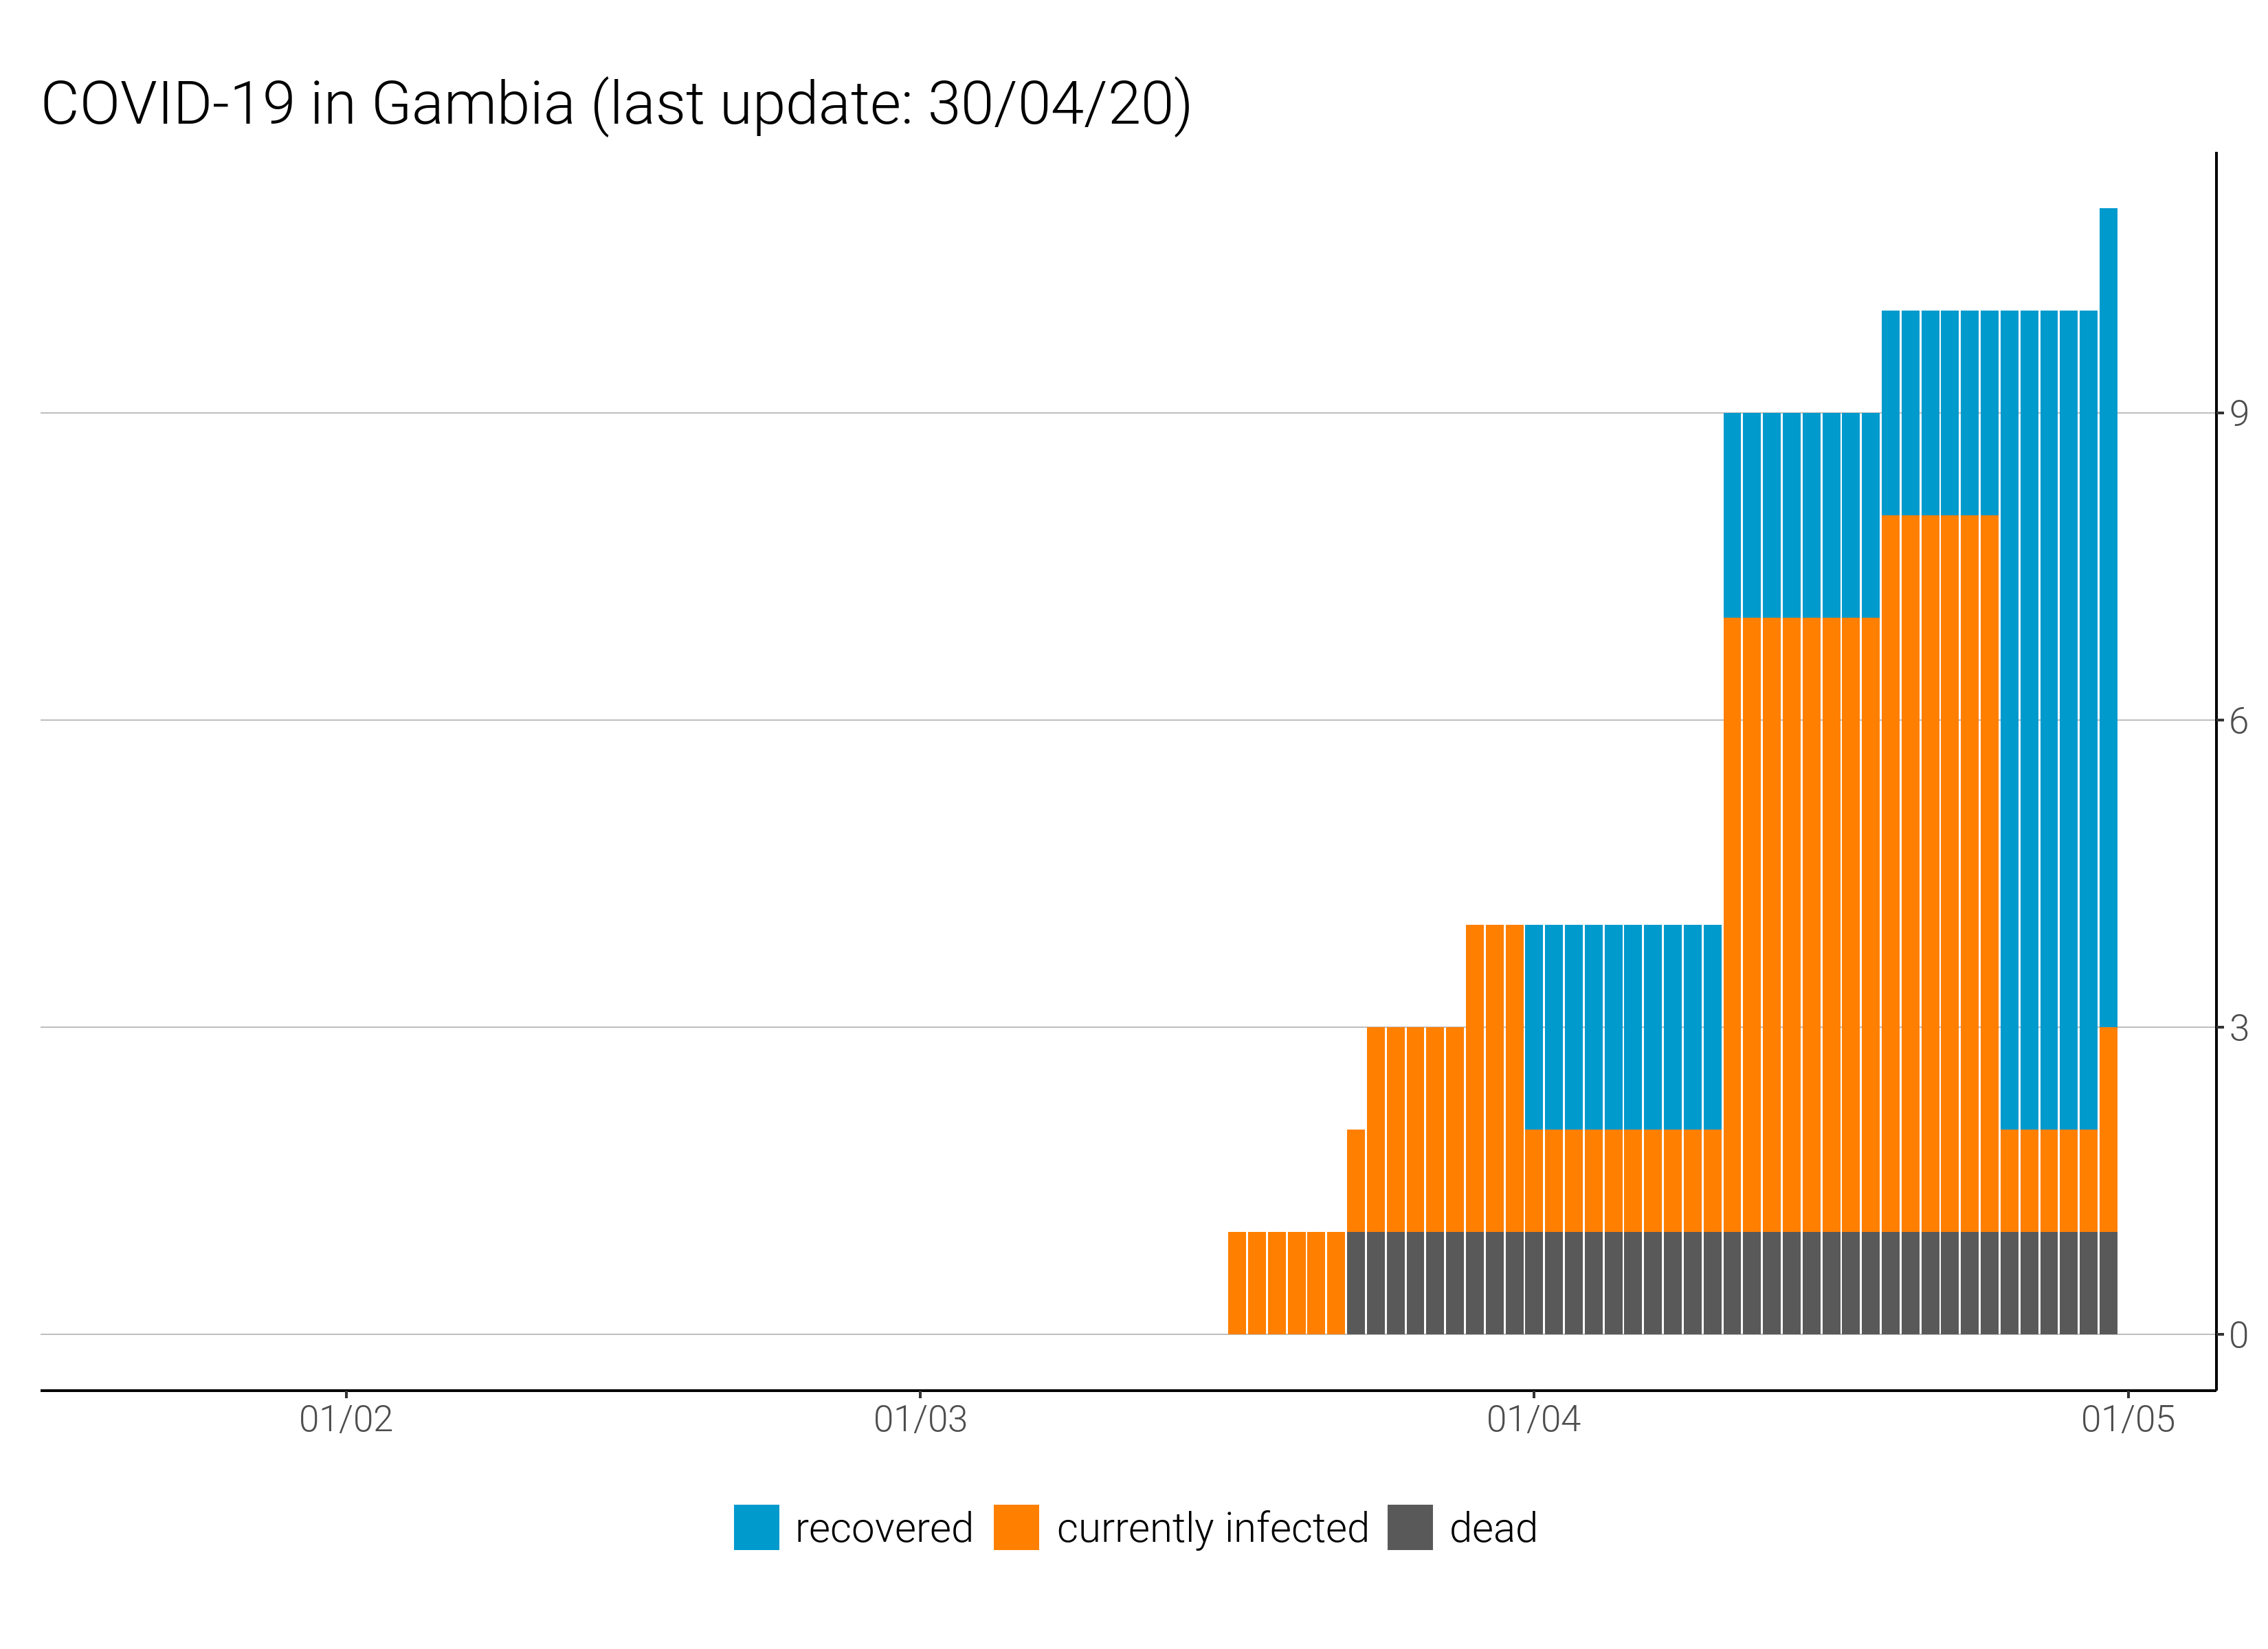 COVID-19 in Gambia (last update: 30/04/20)
9
6
3
0
01/02 01/03 01/04 01/05
recovered currently infected dead